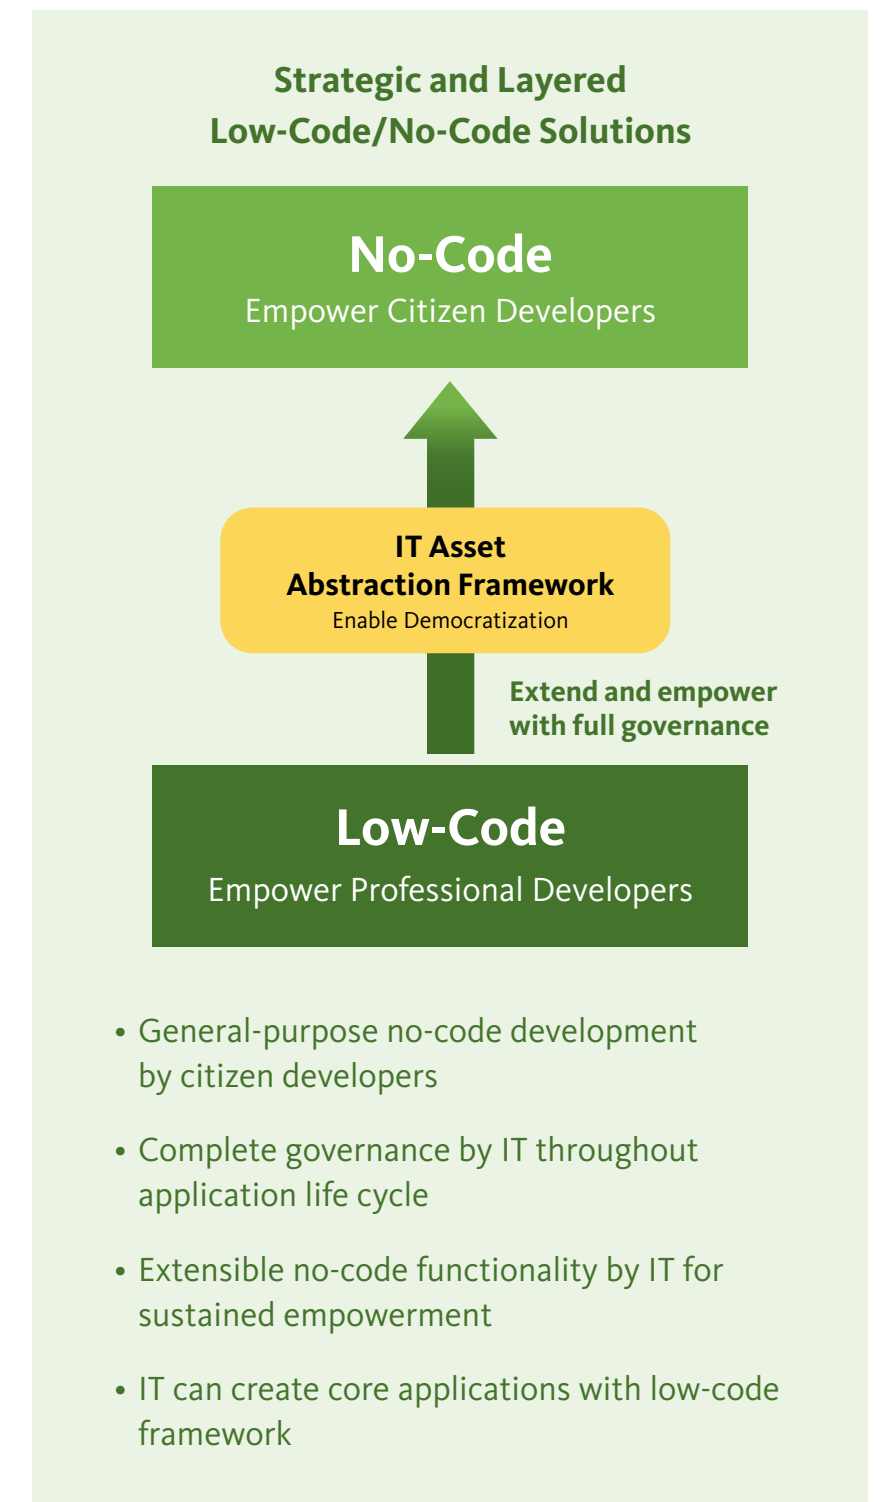 Strategic and Layered
Low-Code/No-Code Solutions
No-Code
Empower Citizen Developers
IT Asset
Abstraction Framework
Enable Democratization
Extend and empower
with full governance
Low-Code
Empower Professional Developers
• General-purpose no-code development
by citizen developers
• Complete governance by IT throughout
application life cycle
• Extensible no-code functionality by IT for
sustained empowerment
• IT can create core applications with low-code
framework